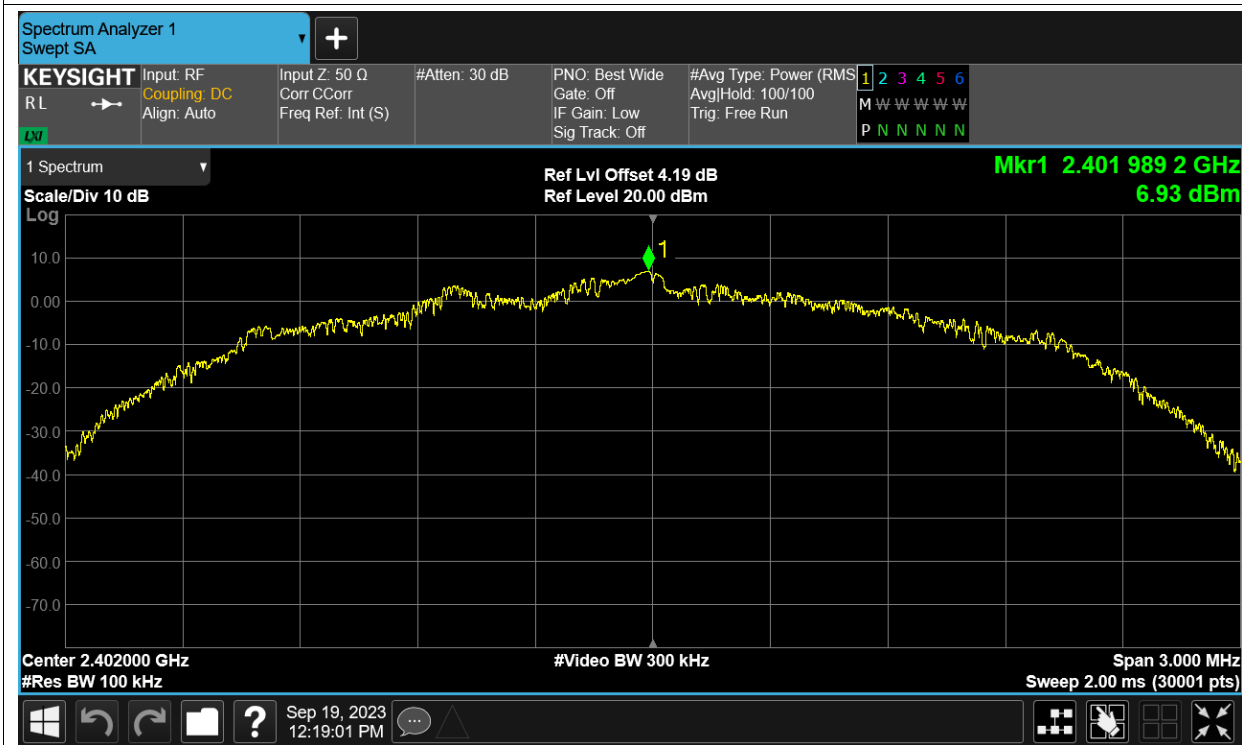 Spectrum Analyzer 1
Swept SA
KEYSIGHT
RL
LXI
Input: RF
Coupling: DC
Align: Auto
Input Z: 50 Ω
Corr CCorr
Freq Ref: Int (S)
#Atten: 30 dB
PNO: Best Wide
Gate: Off
IF Gain: Low
Sig Track: Off
#Avg Type: Power (RMS
Avg|Hold: 100/100
Trig: Free Run
1 2 3 4 5 6
M W W W W W
P N N N N N
1 Spectrum
Scale/Div 10 dB
Log
Ref Lvl Offset 4.19 dB
Ref Level 20.00 dBm
Mkr1 2.401 989 2 GHz
6.93 dBm
1
10.0
0.00
-10.0
-20.0
-30.0
-40.0
-50.0
-60.0
-70.0
Center 2.402000 GHz
#Res BW 100 kHz
#Video BW 300 kHz
Span 3.000 MHz
Sweep 2.00 ms (30001 pts)
?
Sep 19, 2023
12:19:01 PM